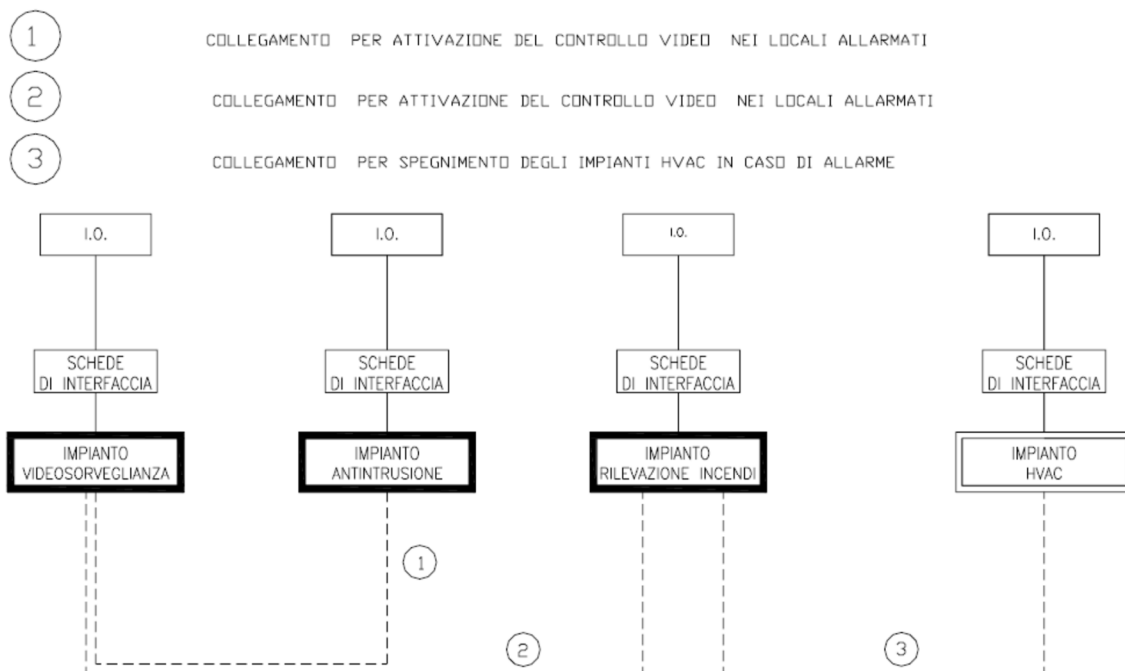 1 COLLEGAMENTO PER ATTIVAZIONE DEL CONTROLLO VIDEO NEI LOCALI ALLARMATI
2 COLLEGAMENTO PER ATTIVAZIONE DEL CONTROLLO VIDEO NEI LOCALI ALLARMATI
3 COLLEGAMENTO PER SPEGNIMENTO DEGLI IMPIANTI HVAC IN CASO DI ALLARME
I.O.
I.O.
I.O.
I.O.
SCHEDE
DI INTERFACCIA
SCHEDE
DI INTERFACCIA
SCHEDE
DI INTERFACCIA
SCHEDE
DI INTERFACCIA
IMPIANTO
VIDEOSORVEGLIANZA
IMPIANTO
ANTINTRUSIONE
IMPIANTO
RILEVAZIONE INCENDI
IMPIANTO
HVAC
1
2
3